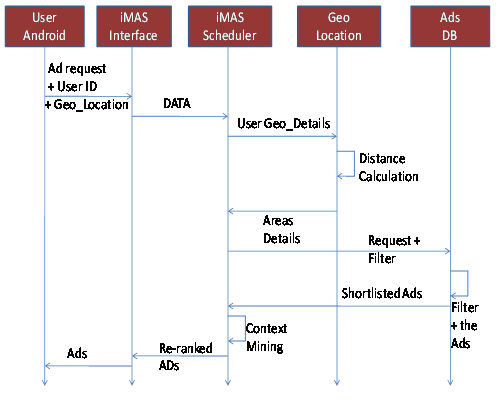 User
Android
iMAS
Interface
iMAS
Scheduler
Geo
Location
Ads
DB
Ad request
+ User ID
+ Geo_Location
DATA
User Geo_Details
Distance
Calculation
Areas
Details
Request +
Filter
Shortlisted Ads
Filter
+ the
Ads
Context
Mining
Re-ranked
ADs
Ads